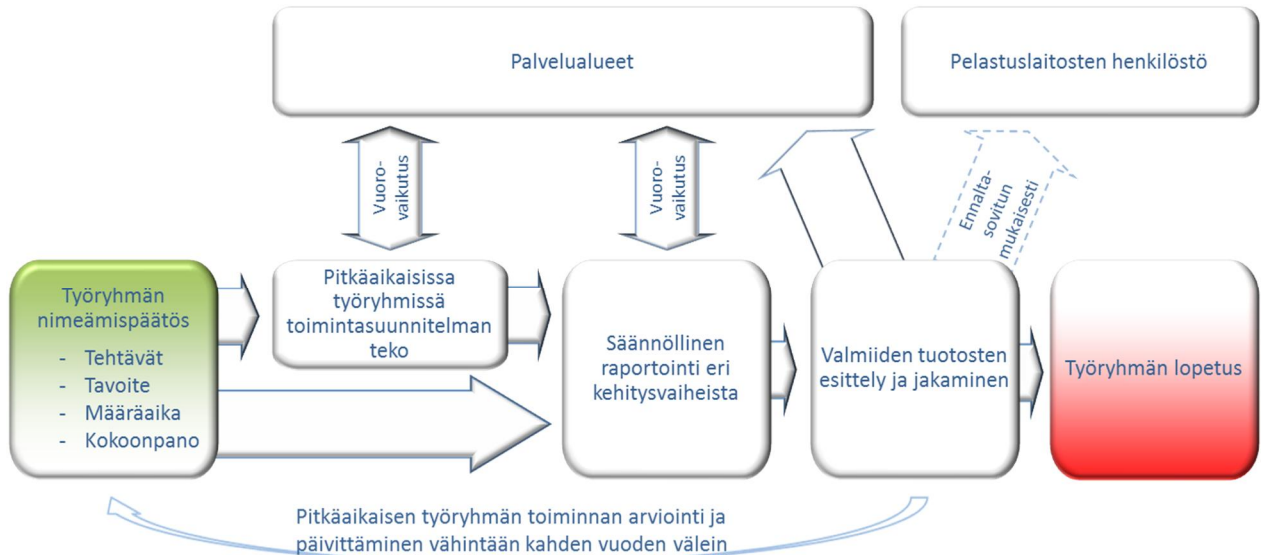 Palvelualueet
Pelastuslaitosten henkilöstö
Vuoro-
vaikutus
Vuoro-
vaikutus
Ennalta-
sovitun
mukaisesti
Työryhmän
nimeämispäätös
- Tehtävät
- Tavoite
- Määräaika
- Kokoonpano
Pitkäaikaisissa
työryhmissä
toimintasuunnitelman
teko
Säännöllinen
raportointi eri
kehitysvaiheista
Valmiiden tuotosten
esittely ja jakaminen
Työryhmän lopetus
Pitkäaikaisen työryhmän toiminnan arviointi ja
päivittäminen vähintään kahden vuoden välein